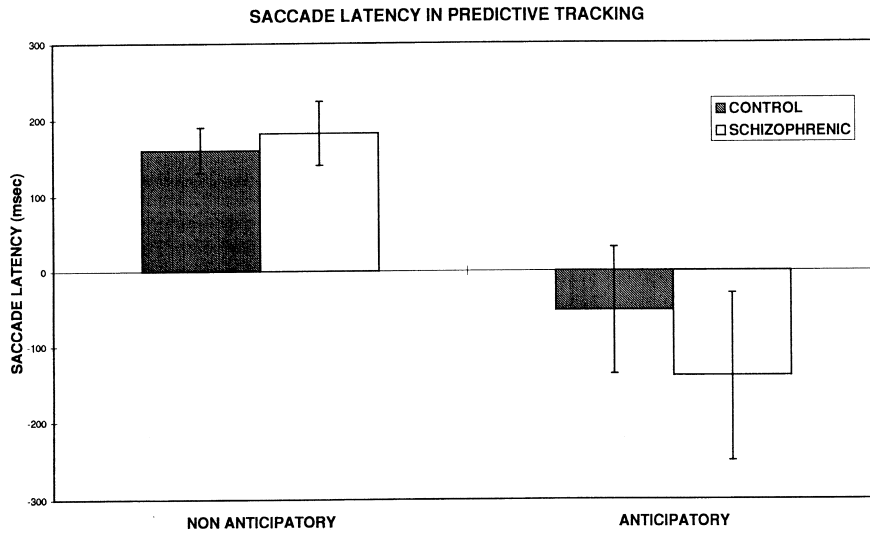 SACCADE LATENCY IN PREDICTIVE TRACKING
300
200
100
0
-100
-200
-300
SACCADE LATENCY (msec)
CONTROL
SCHIZOPHRENIC
NON ANTICIPATORY
ANTICIPATORY